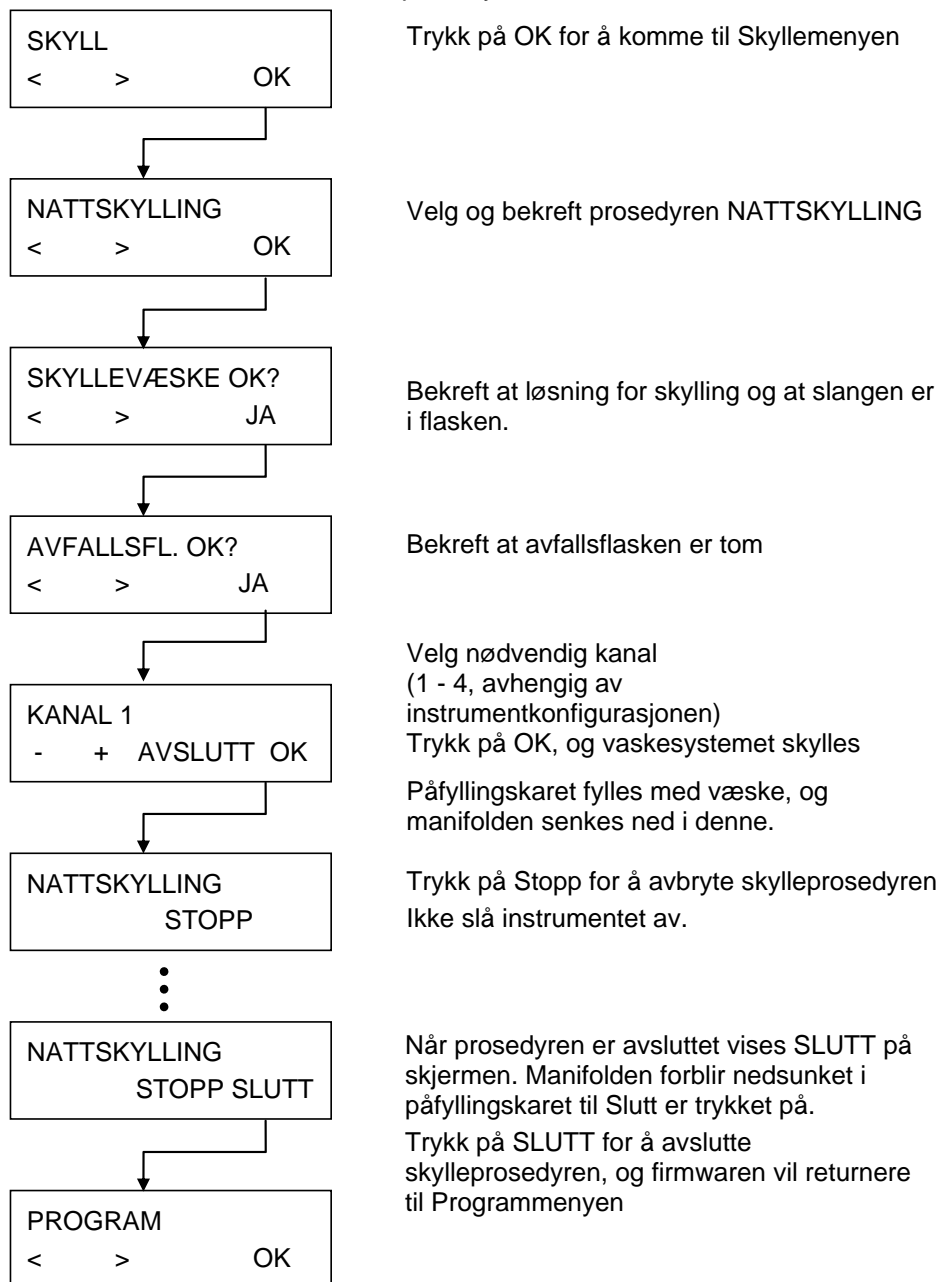 SKYLL
< > OK
Trykk på OK for å komme til Skyllemenyen
NATTSKYLLING
< > OK
Velg og bekreft prosedyren NATTSKYLLING
SKYLLEVÆSKE OK?
< > JA
Bekreft at løsning for skylling og at slangen er
i flasken.
AVFALLSFL. OK?
< > JA
Bekreft at avfallsflasken er tom
KANAL 1
- + AVSLUTT OK
Velg nødvendig kanal
(1 - 4, avhengig av
instrumentkonfigurasjonen)
Trykk på OK, og vaskesystemet skylles
Påfyllingskaret fylles med væske, og
manifolden senkes ned i denne.
NATTSKYLLING
STOPP
Trykk på Stopp for å avbryte skylleprosedyren
Ikke slå instrumentet av.
NATTSKYLLING
STOPP SLUTT
Når prosedyren er avsluttet vises SLUTT på
skjermen. Manifolden forblir nedsunket i
påfyllingskaret til Slutt er trykket på.
Trykk på SLUTT for å avslutte
skylleprosedyren, og firmwaren vil returnere
til Programmenyen
PROGRAM
< > OK